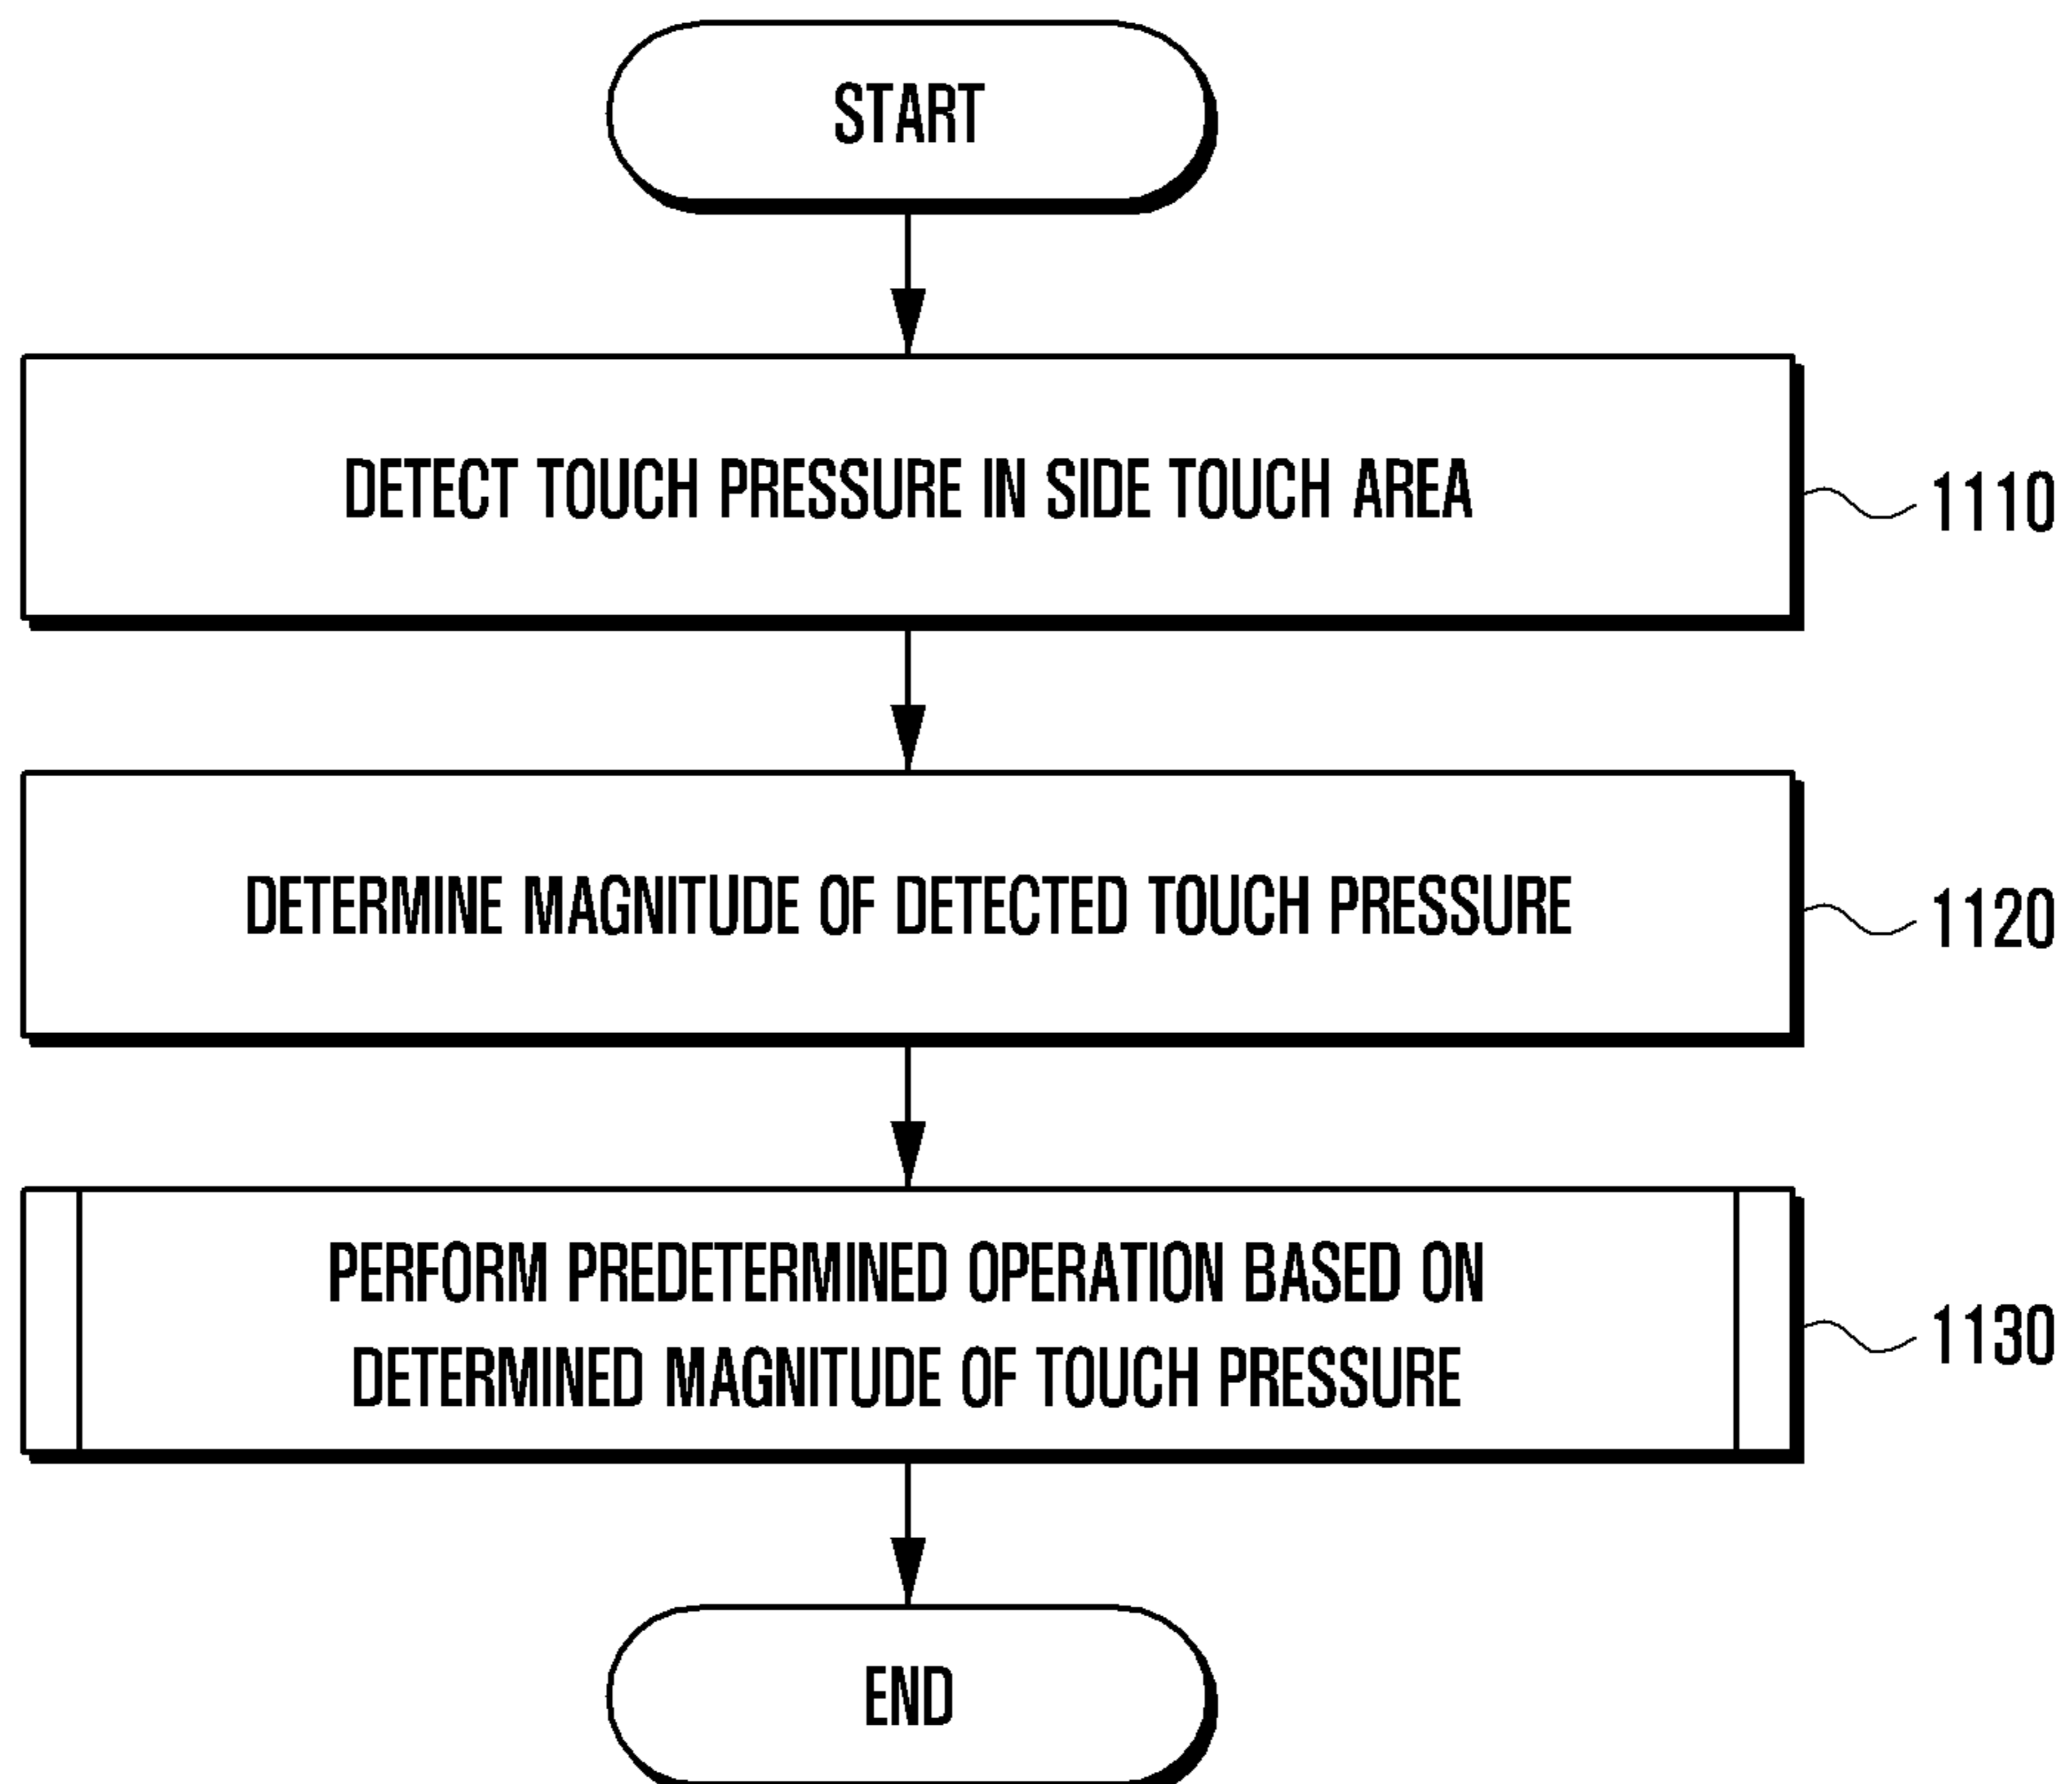 START
DETECT TOUCH PRESSURE IN SIDE TOUCH AREA
1110
DETERMINE MAGNITUDE OF DETECTED TOUCH PRESSURE
1120
PERFORM PREDETERMINED OPERATION BASED ON
DETERMINED MAGNITUDE OF TOUCH PRESSURE
1130
END